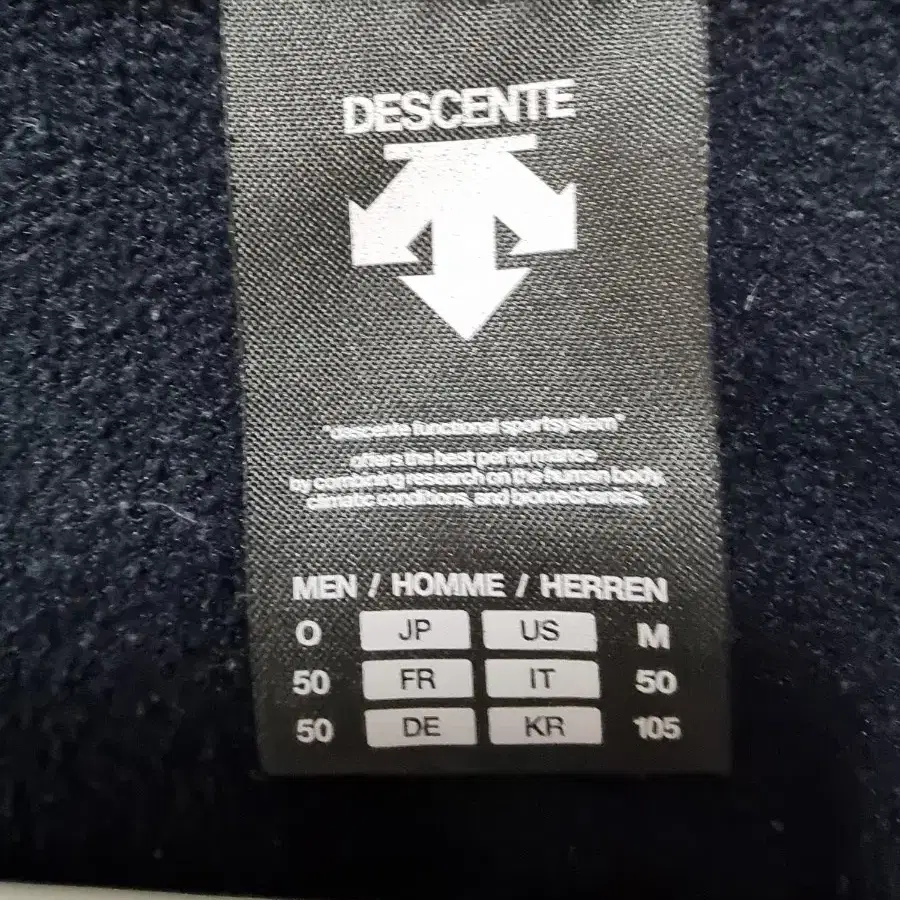 DESCENTE
"descente functional sportsystem"
offers the best performance
by combining research on the human body,
climatic conditions, and biomechanics.
MEN / HOMME / HERREN
O JP US M
50 FR IT 50
50 DE KR 105